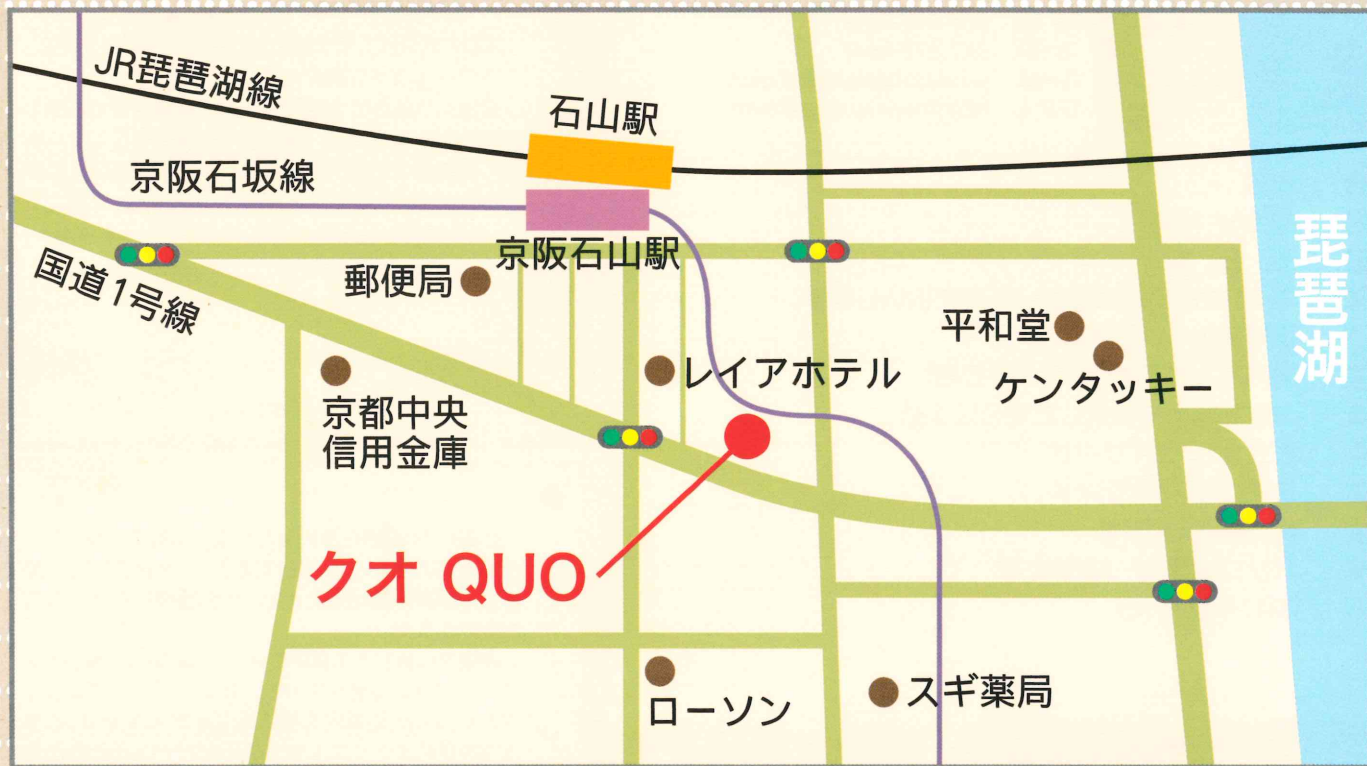 JR琵琶湖線
石山駅
京阪石坂線
京阪石山駅
国道1号線
郵便局
琵琶湖
平和堂
ケンタッキー
レイアホテル
京都中央
信用金庫
クオ QUO
ローソン
スギ薬局